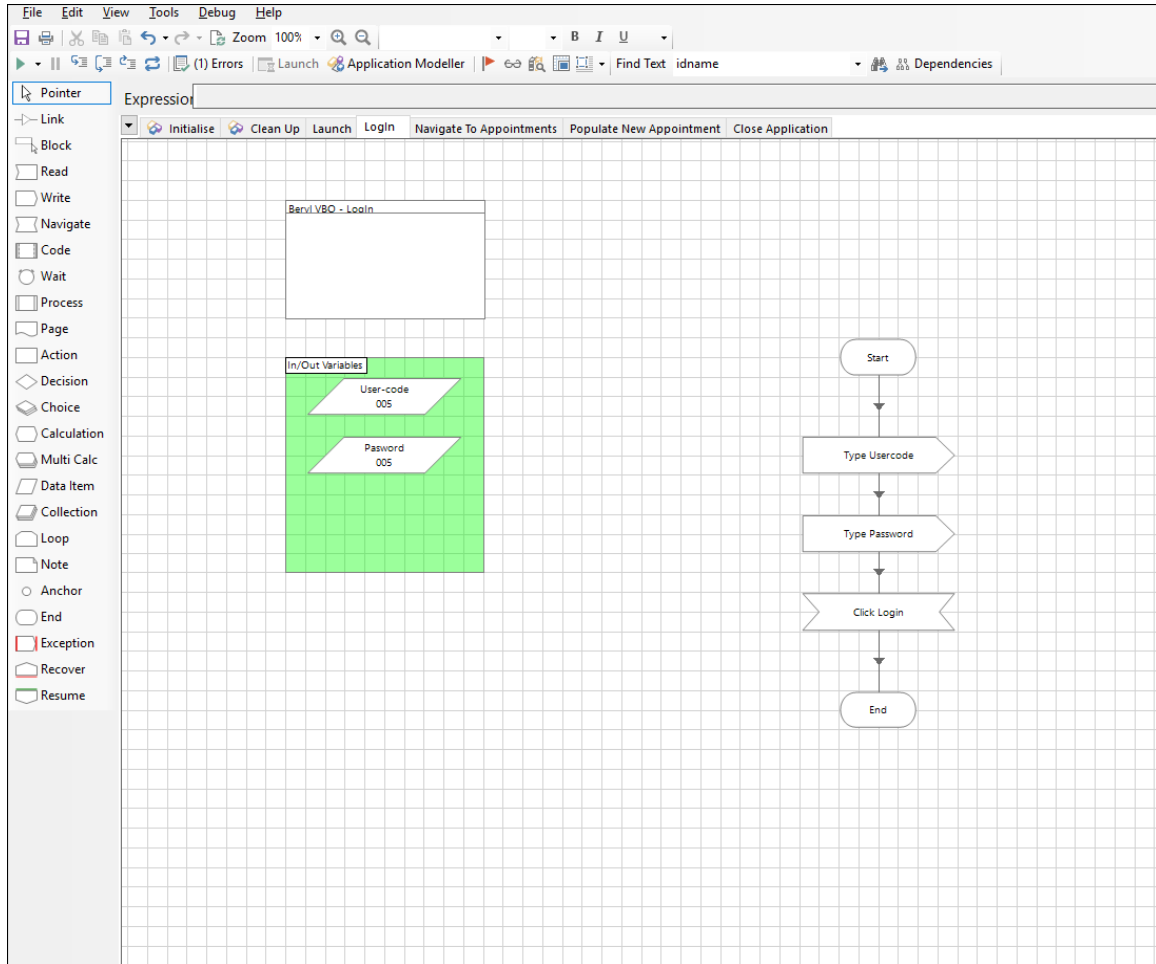 File Edit View Tools Debug Help
Zoom 100% B I U
(1) Errors Launch Application Modeller Find Text idname Dependencies
Pointer
Expression
Link
Initialise Clean Up Launch LogIn Navigate To Appointments Populate New Appointment Close Application
Block
Read
Write
Navigate
Code
Wait
Process
Page
Action
Decision
Choice
Calculation
Multi Calc
Data Item
Collection
Loop
Note
Anchor
End
Exception
Recover
Resume
Beryl VBO - LogIn
In/Out Variables
User-code
005
Pasword
005
Start
Type Usercode
Type Password
Click Login
End